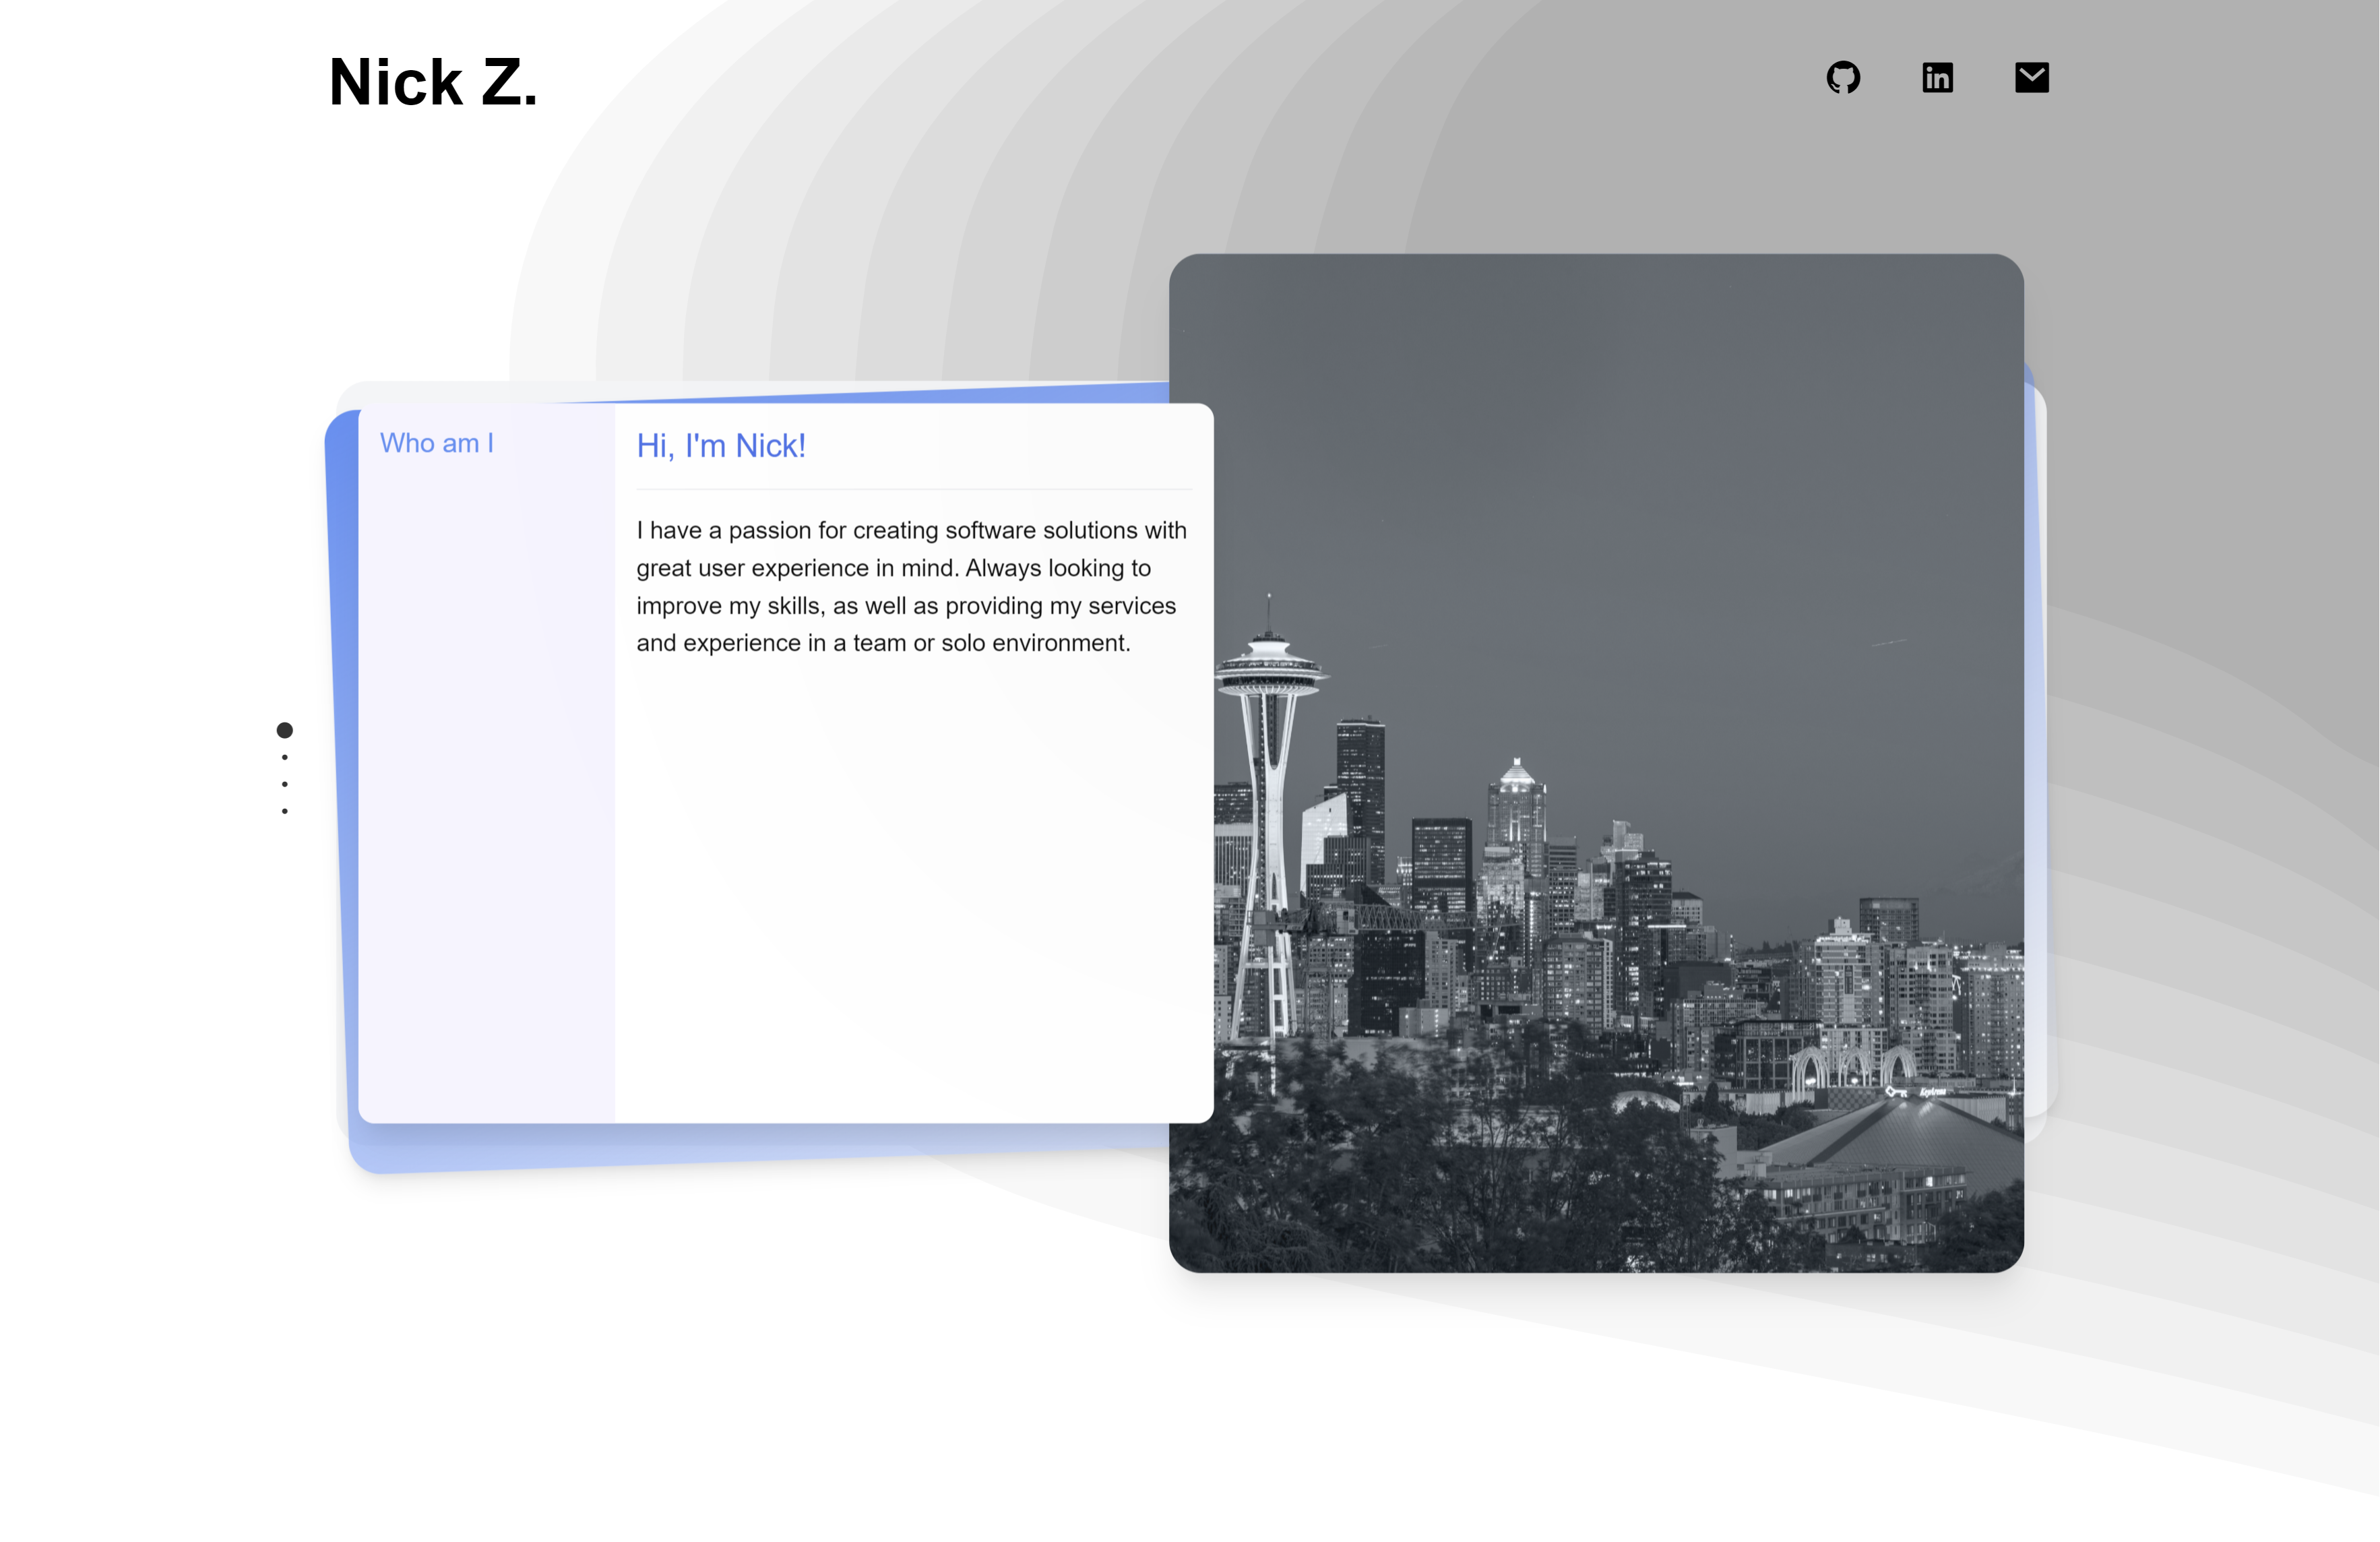 Nick Z.
in
Who am I
Hi, I'm Nick!
I have a passion for creating software solutions with
great user experience in mind. Always looking to
improve my skills, as well as providing my services
and experience in a team or solo environment.